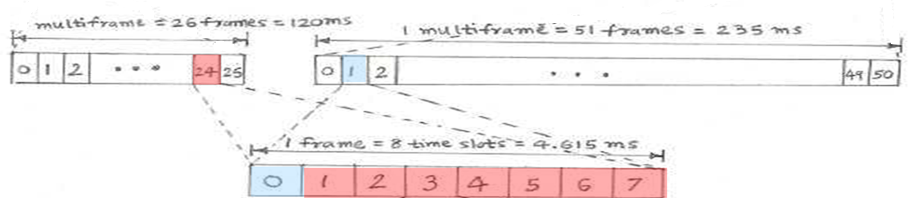 multiframe = 26 frames = 120ms
1 multiframe = 51 frames = 235 ms
0 1 2 ... 24 25
0 1 2 ... 49 50
1 frame = 8 time slots = 4.615 ms
0 1 2 3 4 5 6 7